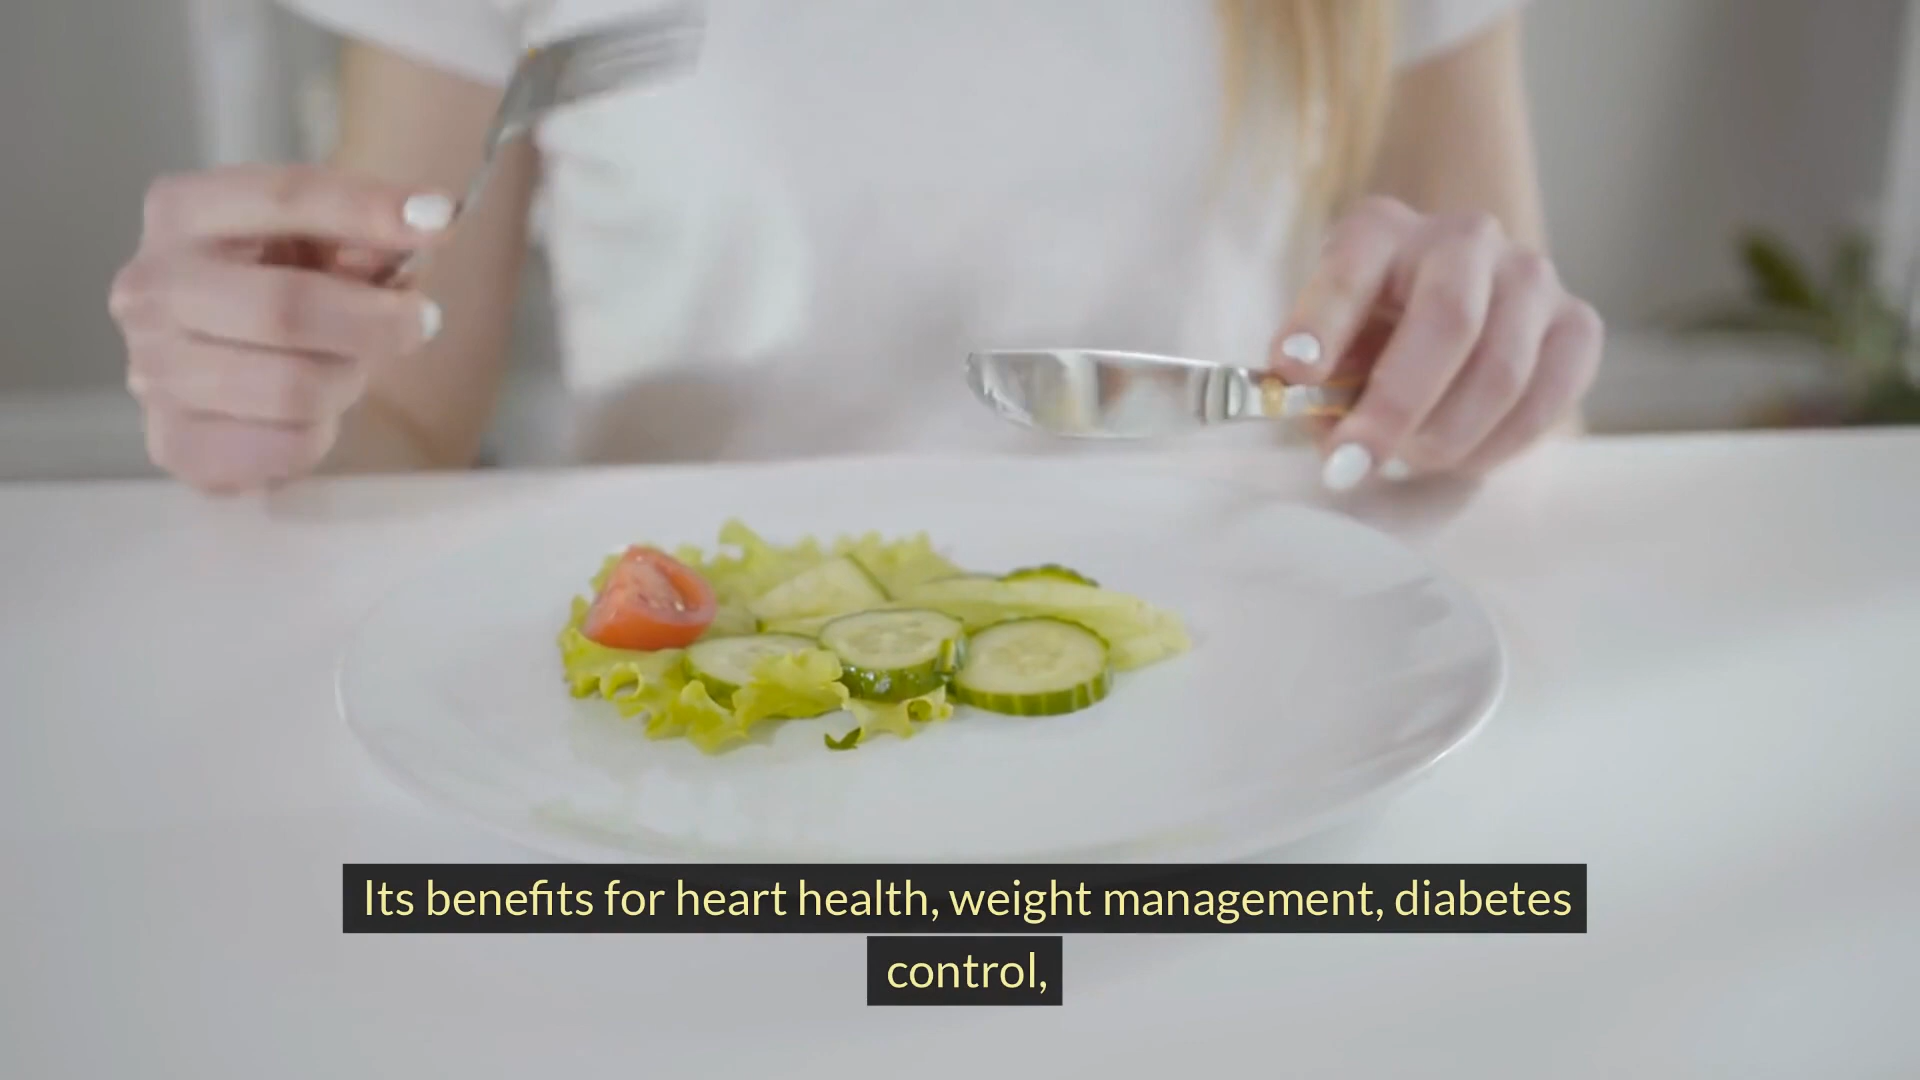 Its benefits for heart health, weight management, diabetes
control,